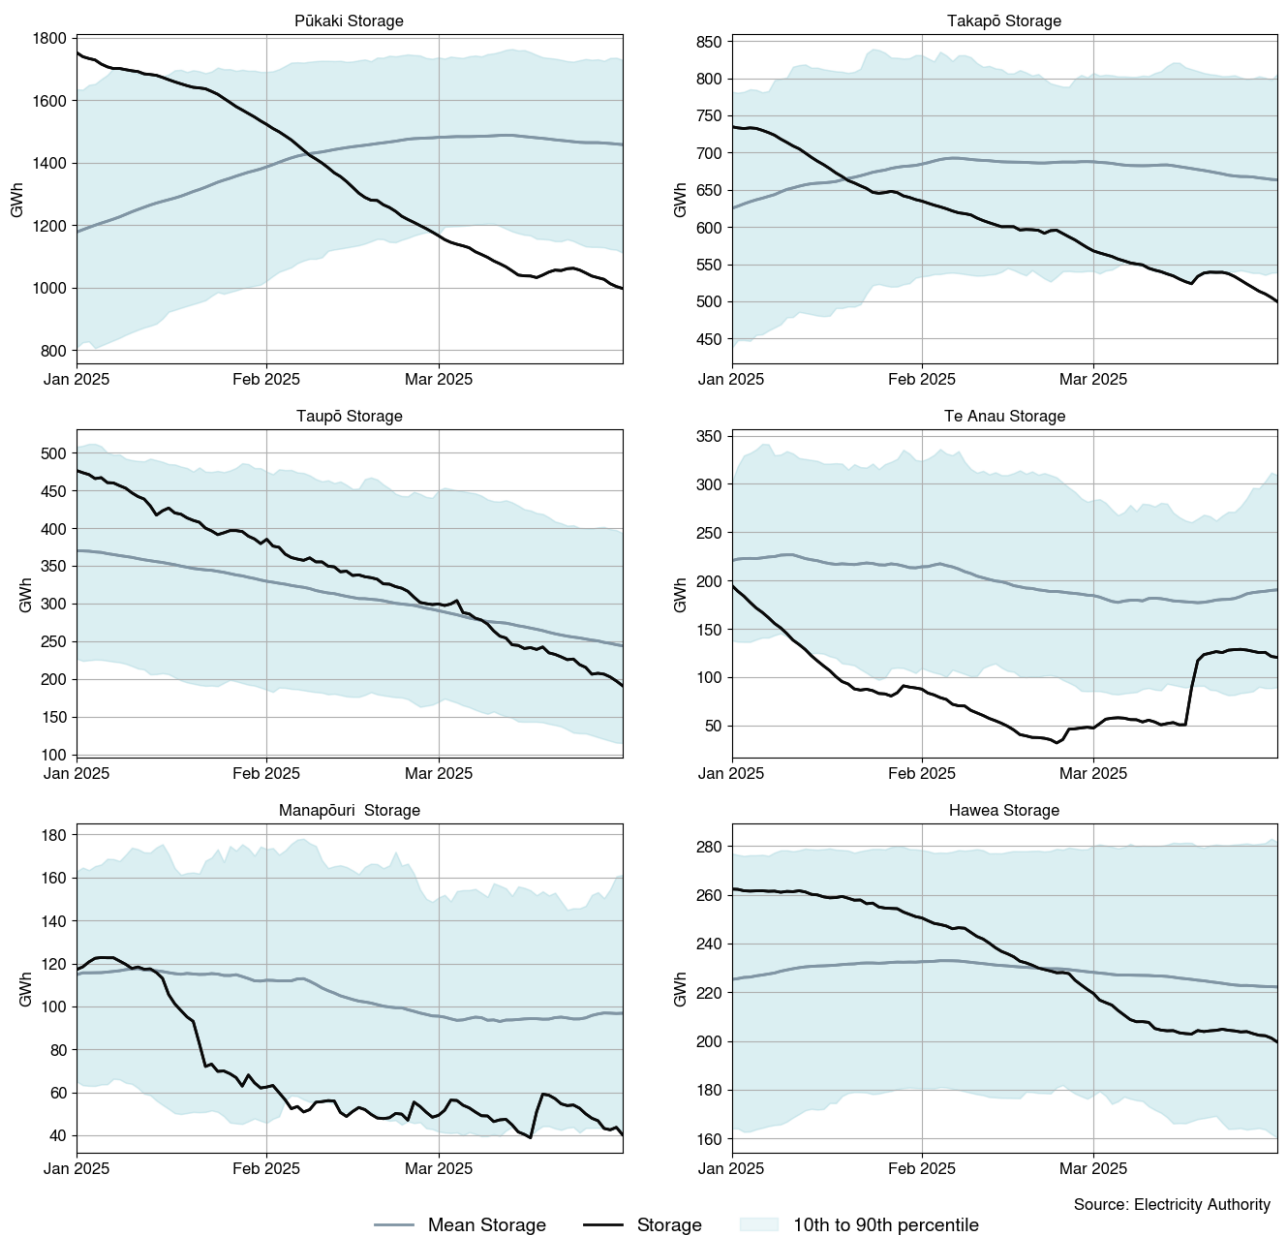 Pūkaki Storage
1800
1600
1400
1200
1000
800
GWh
Jan 2025 Feb 2025 Mar 2025
Takapō Storage
850
800
750
700
650
600
550
500
450
GWh
Jan 2025 Feb 2025 Mar 2025
Taupō Storage
500
450
400
350
300
250
200
150
100
GWh
Jan 2025 Feb 2025 Mar 2025
Te Anau Storage
350
300
250
200
150
100
50
GWh
Jan 2025 Feb 2025 Mar 2025
Manapōuri  Storage
180
160
140
120
100
80
60
40
GWh
Jan 2025 Feb 2025 Mar 2025
Hawea Storage
280
260
240
220
200
180
160
GWh
Jan 2025 Feb 2025 Mar 2025
Source: Electricity Authority
Mean Storage Storage 10th to 90th percentile